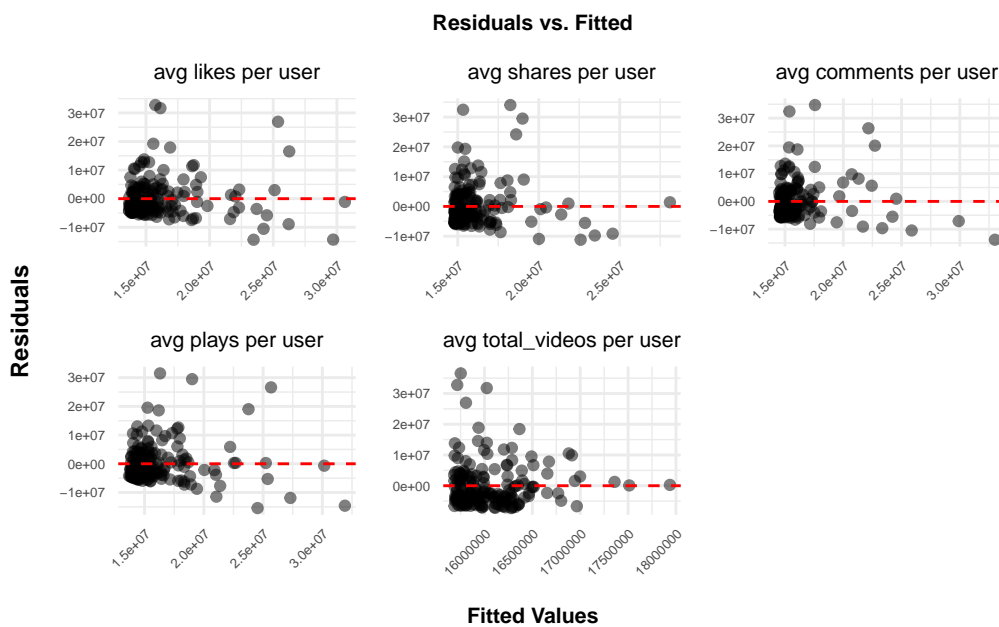 Residuals vs. Fitted
avg likes per user
avg shares per user
avg comments per user
3e+07
2e+07
1e+07
0e+00
−1e+07
1.5e+07
2.0e+07
2.5e+07
3.0e+07
3e+07
2e+07
1e+07
0e+00
−1e+07
1.5e+07
2.0e+07
2.5e+07
3e+07
2e+07
1e+07
0e+00
−1e+07
1.5e+07
2.0e+07
2.5e+07
3.0e+07
Residuals
avg plays per user
avg total_videos per user
3e+07
2e+07
1e+07
0e+00
−1e+07
1.5e+07
2.0e+07
2.5e+07
3.0e+07
3e+07
2e+07
1e+07
0e+00
16000000
16500000
17000000
17500000
18000000
Fitted Values